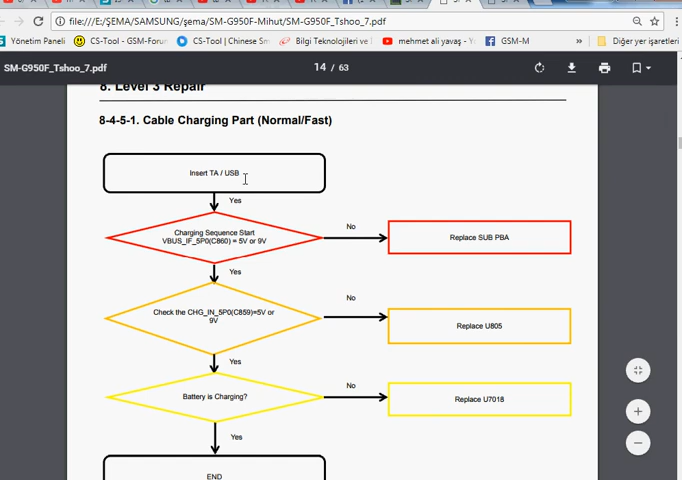 file:///E:/ŞEMA/SAMSUNG/şema/SM-G950F-Mihut/SM-G950F_Tshoo_7.pdf
Yönetim Paneli
CS-Tool - GSM-Forum
CS-Tool | Chinese Sm
Bilgi Teknolojileri ve İ
mehmet ali yavaş - Yo
GSM-M
»
Diğer yer işaretleri
SM-G950F_Tshoo_7.pdf
14 / 63
8. Level 3 Repair
8-4-5-1. Cable Charging Part (Normal/Fast)
Insert TA / USB
Yes
Charging Sequence Start
VBUS_IF_5P0(C860) = 5V or 9V
No
Replace SUB PBA
Yes
Check the CHG_IN_5P0(C859)=5V or
9V
No
Replace U805
Yes
Battery is Charging?
No
Replace U7018
Yes
END